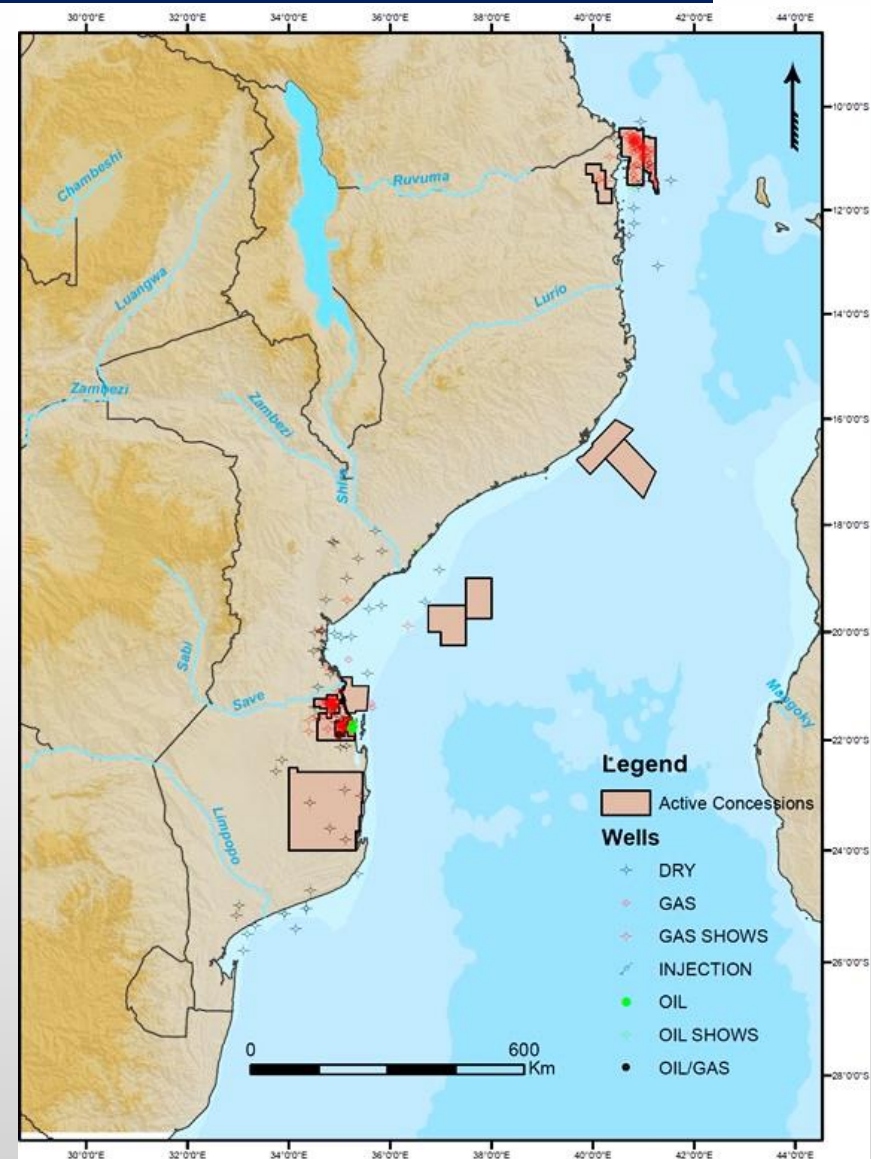 30°0'0"E 32°0'0"E 34°0'0"E 36°0'0"E 38°0'0"E 40°0'0"E 42°0'0"E 44°0'0"E
10°0'0"S
Chambeshi
Ruvuma
12°0'0"S
Luangwa
Lurio
14°0'0"S
Zambezi
Zambezi
16°0'0"S
Shire
18°0'0"S
Sabi
20°0'0"S
Save
Mangoky
22°0'0"S
Limpopo
Legend
Active Concessions
Wells
24°0'0"S
DRY
GAS
GAS SHOWS
26°0'0"S
INJECTION
OIL
OIL SHOWS
OIL/GAS
0 600
Km
28°0'0"S
30°0'0"E 32°0'0"E 34°0'0"E 36°0'0"E 38°0'0"E 40°0'0"E 42°0'0"E 44°0'0"E